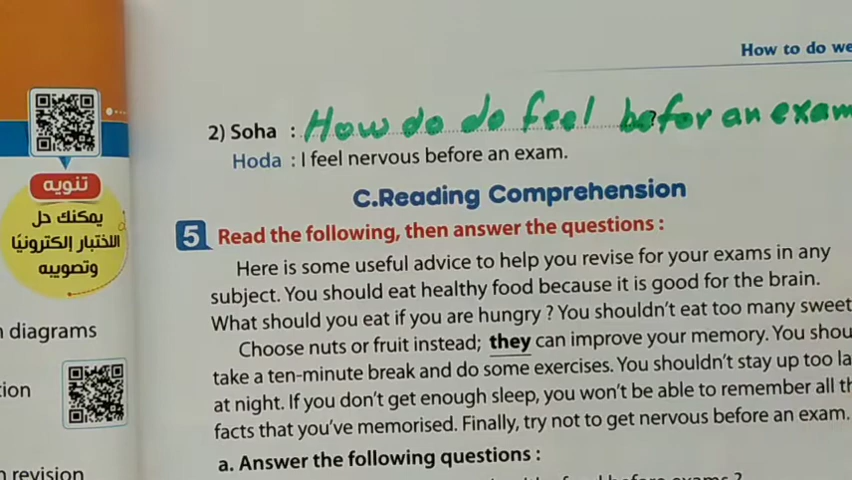 How to do we
2) Soha : How do do feel befor an exam ?
Hoda : I feel nervous before an exam.
C.Reading Comprehension
5 Read the following, then answer the questions :
Here is some useful advice to help you revise for your exams in any
subject. You should eat healthy food because it is good for the brain.
What should you eat if you are hungry ? You shouldn't eat too many sweet
Choose nuts or fruit instead; they can improve your memory. You shou
take a ten-minute break and do some exercises. You shouldn't stay up too la
at night. If you don't get enough sleep, you won't be able to remember all th
facts that you've memorised. Finally, try not to get nervous before an exam.
a. Answer the following questions :
تنويه
يمكنك حل
الاختبار إلكترونيًا
وتصويبه
diagrams
tion
revision